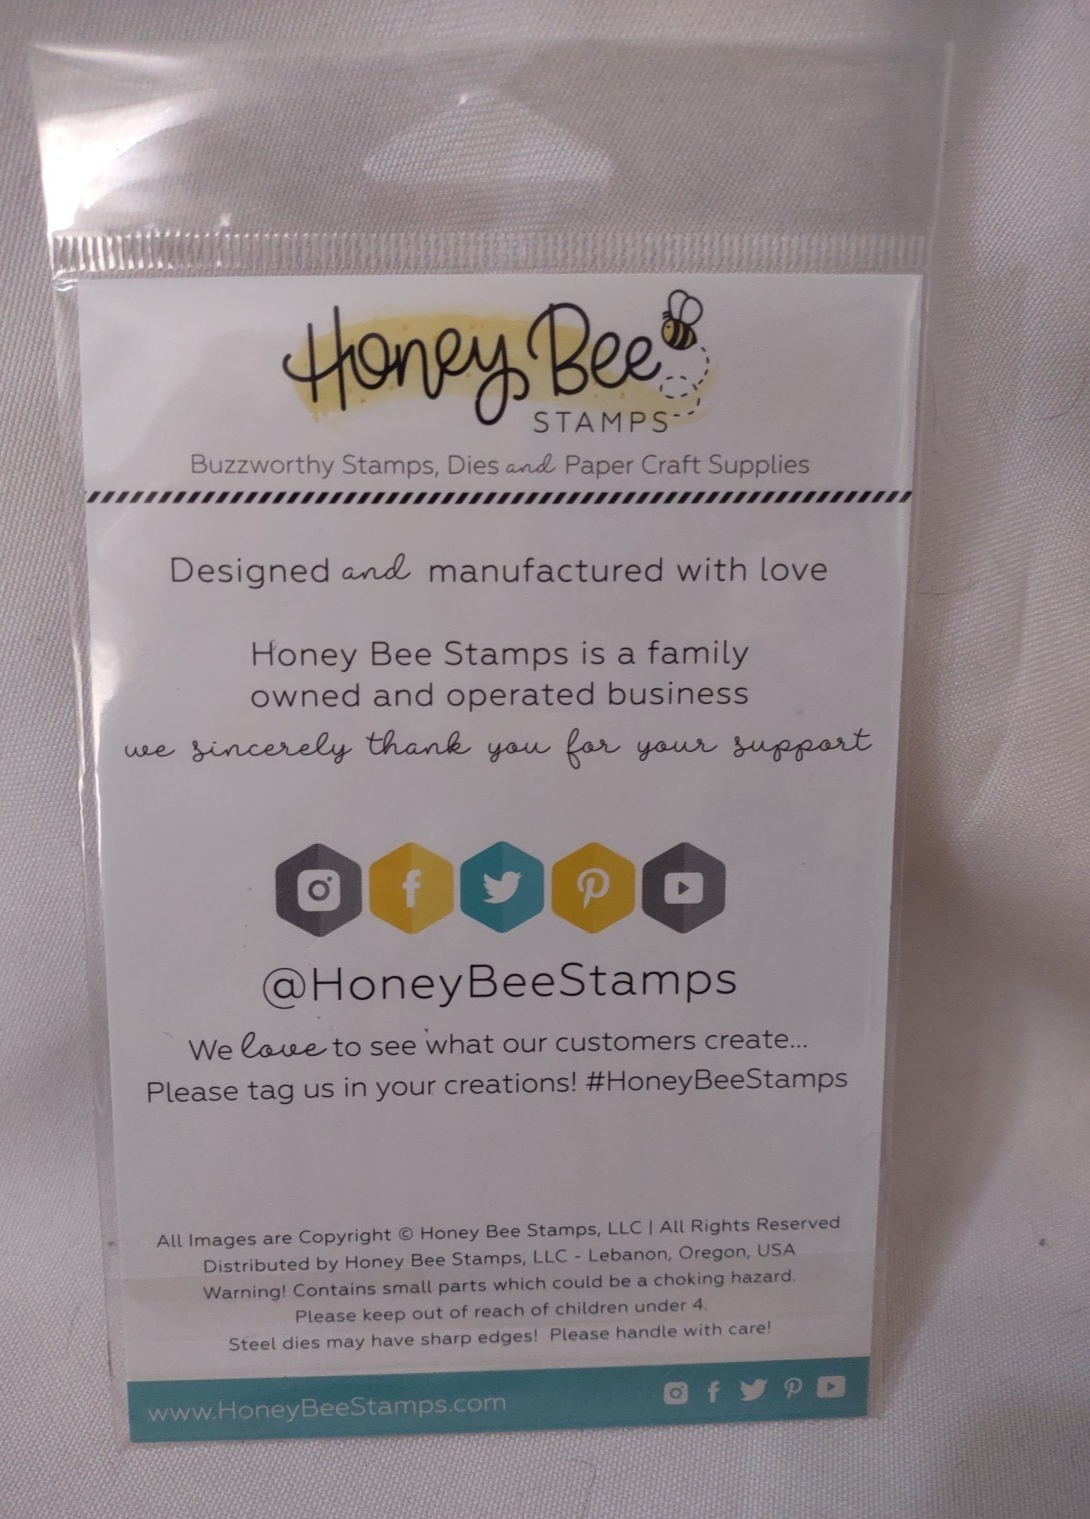 Honey Bee
STAMPS
Buzzworthy Stamps, Dies and Paper Craft Supplies
Designed and manufactured with love
Honey Bee Stamps is a family
owned and operated business
we sincerely thank you for your support
@HoneyBeeStamps
We love to see what our customers create...
Please tag us in your creations! #HoneyBeeStamps
All Images are Copyright © Honey Bee Stamps, LLC | All Rights Reserved
Distributed by Honey Bee Stamps, LLC - Lebanon, Oregon, USA
Warning! Contains small parts which could be a choking hazard.
Please keep out of reach of children under 4.
Steel dies may have sharp edges! Please handle with care!
www.HoneyBeeStamps.com